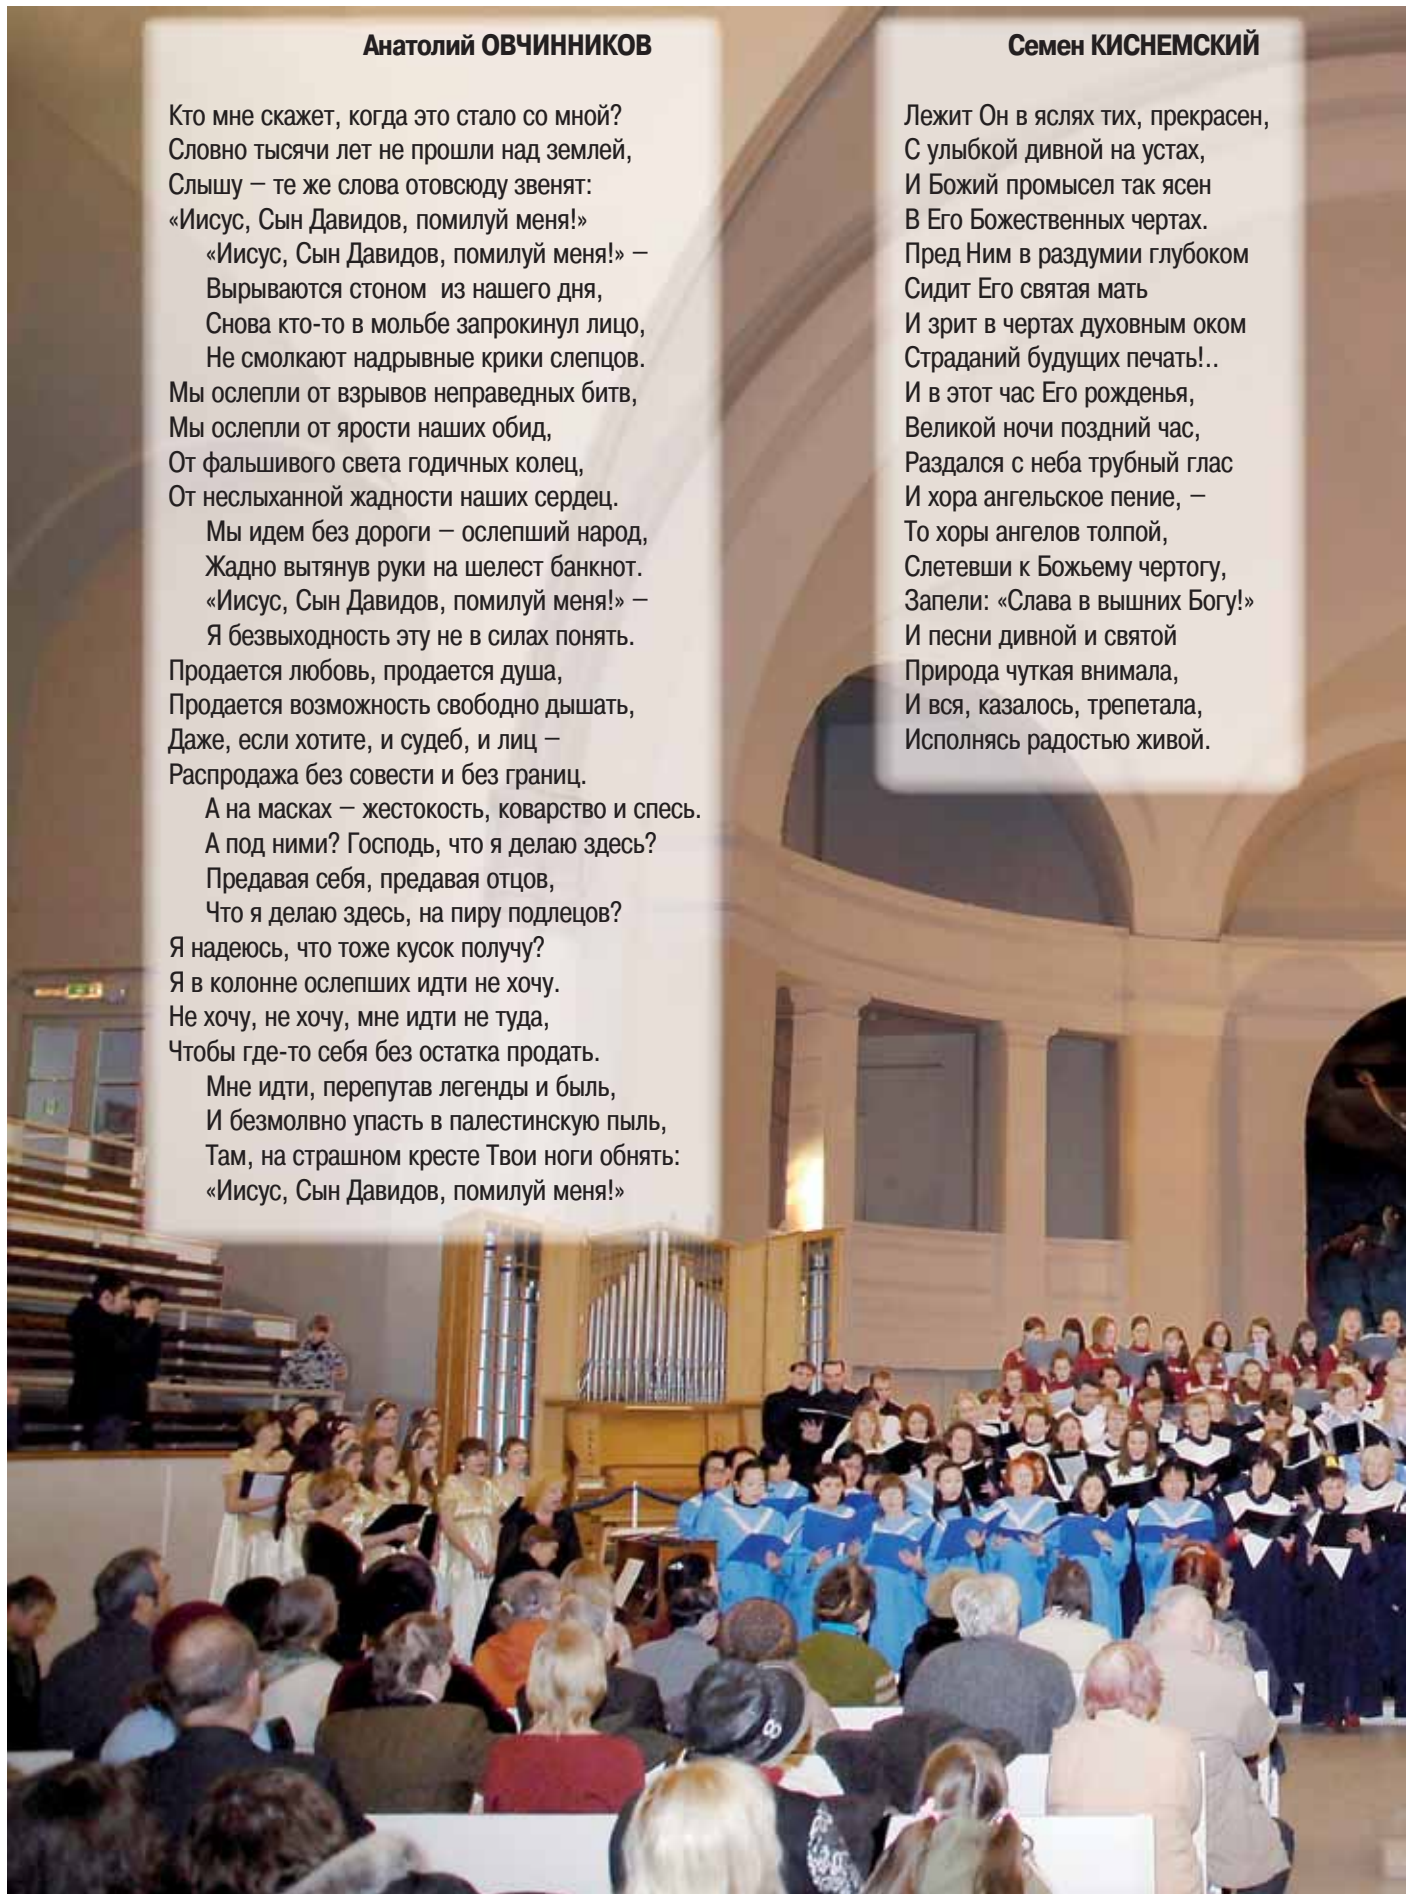 Анатолий ОВЧИННИКОВ
Кто мне скажет, когда это стало со мной?
Словно тысячи лет не прошли над землей,
Слышу – те же слова отовсюду звенят:
«Иисус, Сын Давидов, помилуй меня!»
«Иисус, Сын Давидов, помилуй меня!» –
Вырываются стоном из нашего дня,
Снова кто-то в мольбе запрокинул лицо,
Не смолкают надрывные крики слепцов.
Мы ослепли от взрывов неправедных битв,
Мы ослепли от ярости наших обид,
От фальшивого света годичных колец,
От неслыханной жадности наших сердец.
Мы идем без дороги – ослепший народ,
Жадно вытянув руки на шелест банкнот.
«Иисус, Сын Давидов, помилуй меня!» –
Я безвыходность эту не в силах понять.
Продается любовь, продается душа,
Продается возможность свободно дышать,
Даже, если хотите, и судеб, и лиц –
Распродажа без совести и без границ.
А на масках – жестокость, коварство и спесь.
А под ними? Господь, что я делаю здесь?
Предавая себя, предавая отцов,
Что я делаю здесь, на пиру подлецов?
Я надеюсь, что тоже кусок получу?
Я в колонне ослепших идти не хочу.
Не хочу, не хочу, мне идти не туда,
Чтобы где-то себя без остатка продать.
Мне идти, перепутав легенды и быль,
И безмолвно упасть в палестинскую пыль,
Там, на страшном кресте Твои ноги обнять:
«Иисус, Сын Давидов, помилуй меня!»
Семен КИСНЕМСКИЙ
Лежит Он в яслях тих, прекрасен,
С улыбкой дивной на устах,
И Божий промысел так ясен
В Его Божественных чертах.
Пред Ним в раздумии глубоком
Сидит Его святая мать
И зрит в чертах духовным оком
Страданий будущих печать!..
И в этот час Его рожденья,
Великой ночи поздний час,
Раздался с неба трубный глас
И хора ангельское пение, –
То хоры ангелов толпой,
Слетевши к Божьему чертогу,
Запели: «Слава в вышних Богу!»
И песни дивной и святой
Природа чуткая внимала,
И вся, казалось, трепетала,
Исполнясь радостью живой.
8